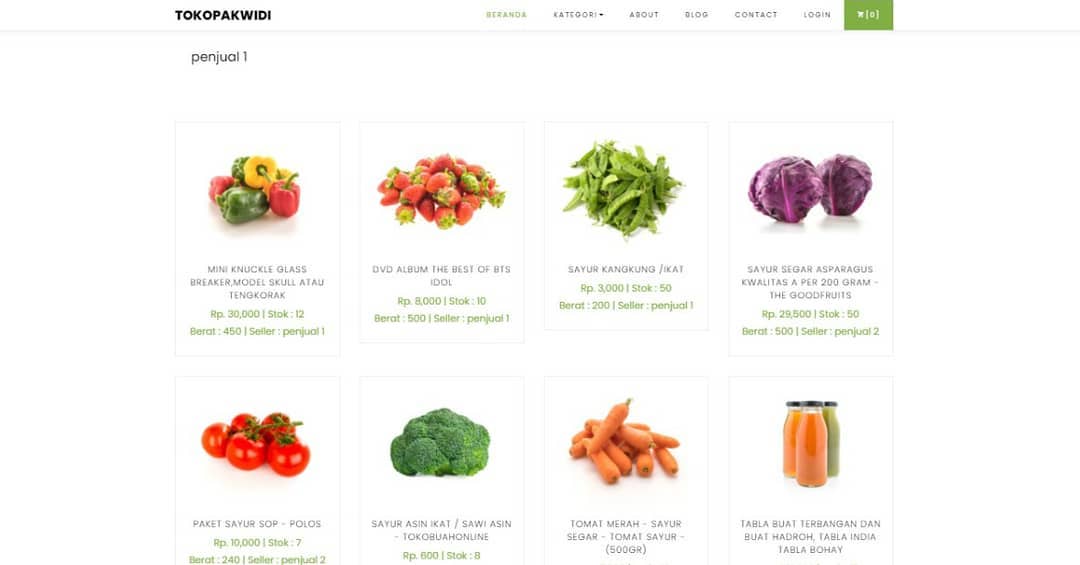 TOKOPAKWIDI
BERANDA KATEGORI ABOUT BLOG CONTACT LOGIN [0]
penjual 1
MINI KNUCKLE GLASS
BREAKER,MODEL SKULL ATAU
TENGKORAK
Rp. 30,000 | Stok : 12
Berat : 450 | Seller : penjual 1
DVD ALBUM THE BEST OF BTS
IDOL
Rp. 8,000 | Stok : 10
Berat : 500 | Seller : penjual 1
SAYUR KANGKUNG /IKAT
Rp. 3,000 | Stok : 50
Berat : 200 | Seller : penjual 1
SAYUR SEGAR ASPARAGUS
KWALITAS A PER 200 GRAM -
THE GOODFRUITS
Rp. 29,500 | Stok : 50
Berat : 500 | Seller : penjual 2
PAKET SAYUR SOP - POLOS
Rp. 10,000 | Stok : 7
Berat : 240 | Seller : penjual 2
SAYUR ASIN IKAT / SAWI ASIN
- TOKOBUAHONLINE
Rp. 600 | Stok : 8
TOMAT MERAH - SAYUR
SEGAR - TOMAT SAYUR -
(500GR)
TABLA BUAT TERBANGAN DAN
BUAT HADROH, TABLA INDIA
TABLA BOHAY